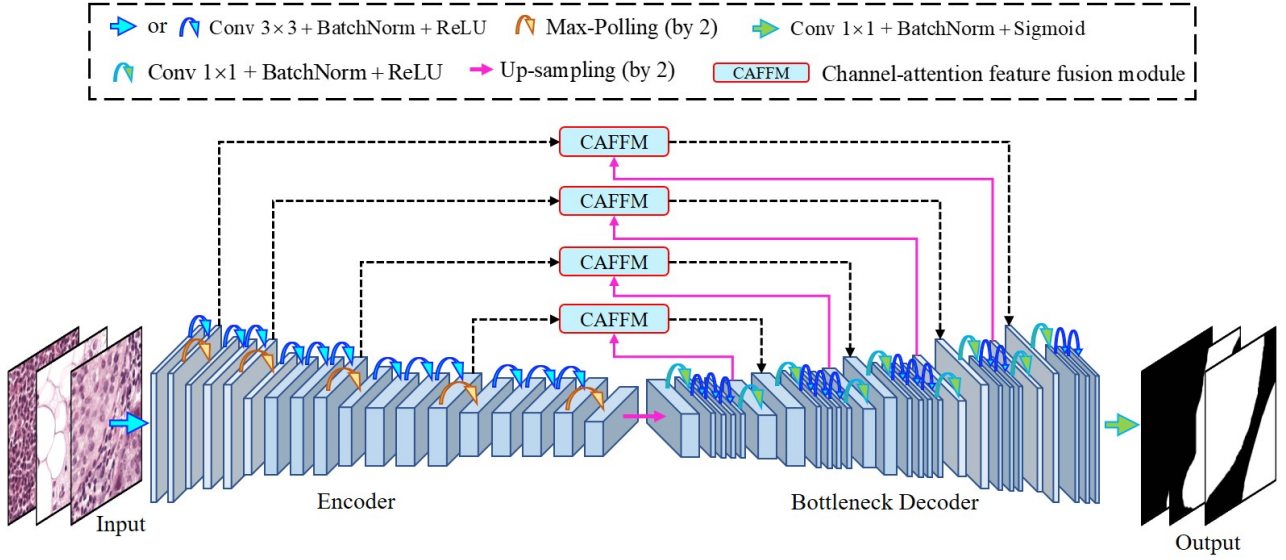 or Conv 3×3 + BatchNorm + ReLU Max-Polling (by 2) Conv 1×1 + BatchNorm + Sigmoid
Conv 1×1 + BatchNorm + ReLU Up-sampling (by 2) CAFFM Channel-attention feature fusion module
CAFFM
CAFFM
CAFFM
CAFFM
Encoder Bottleneck Decoder
Input Output